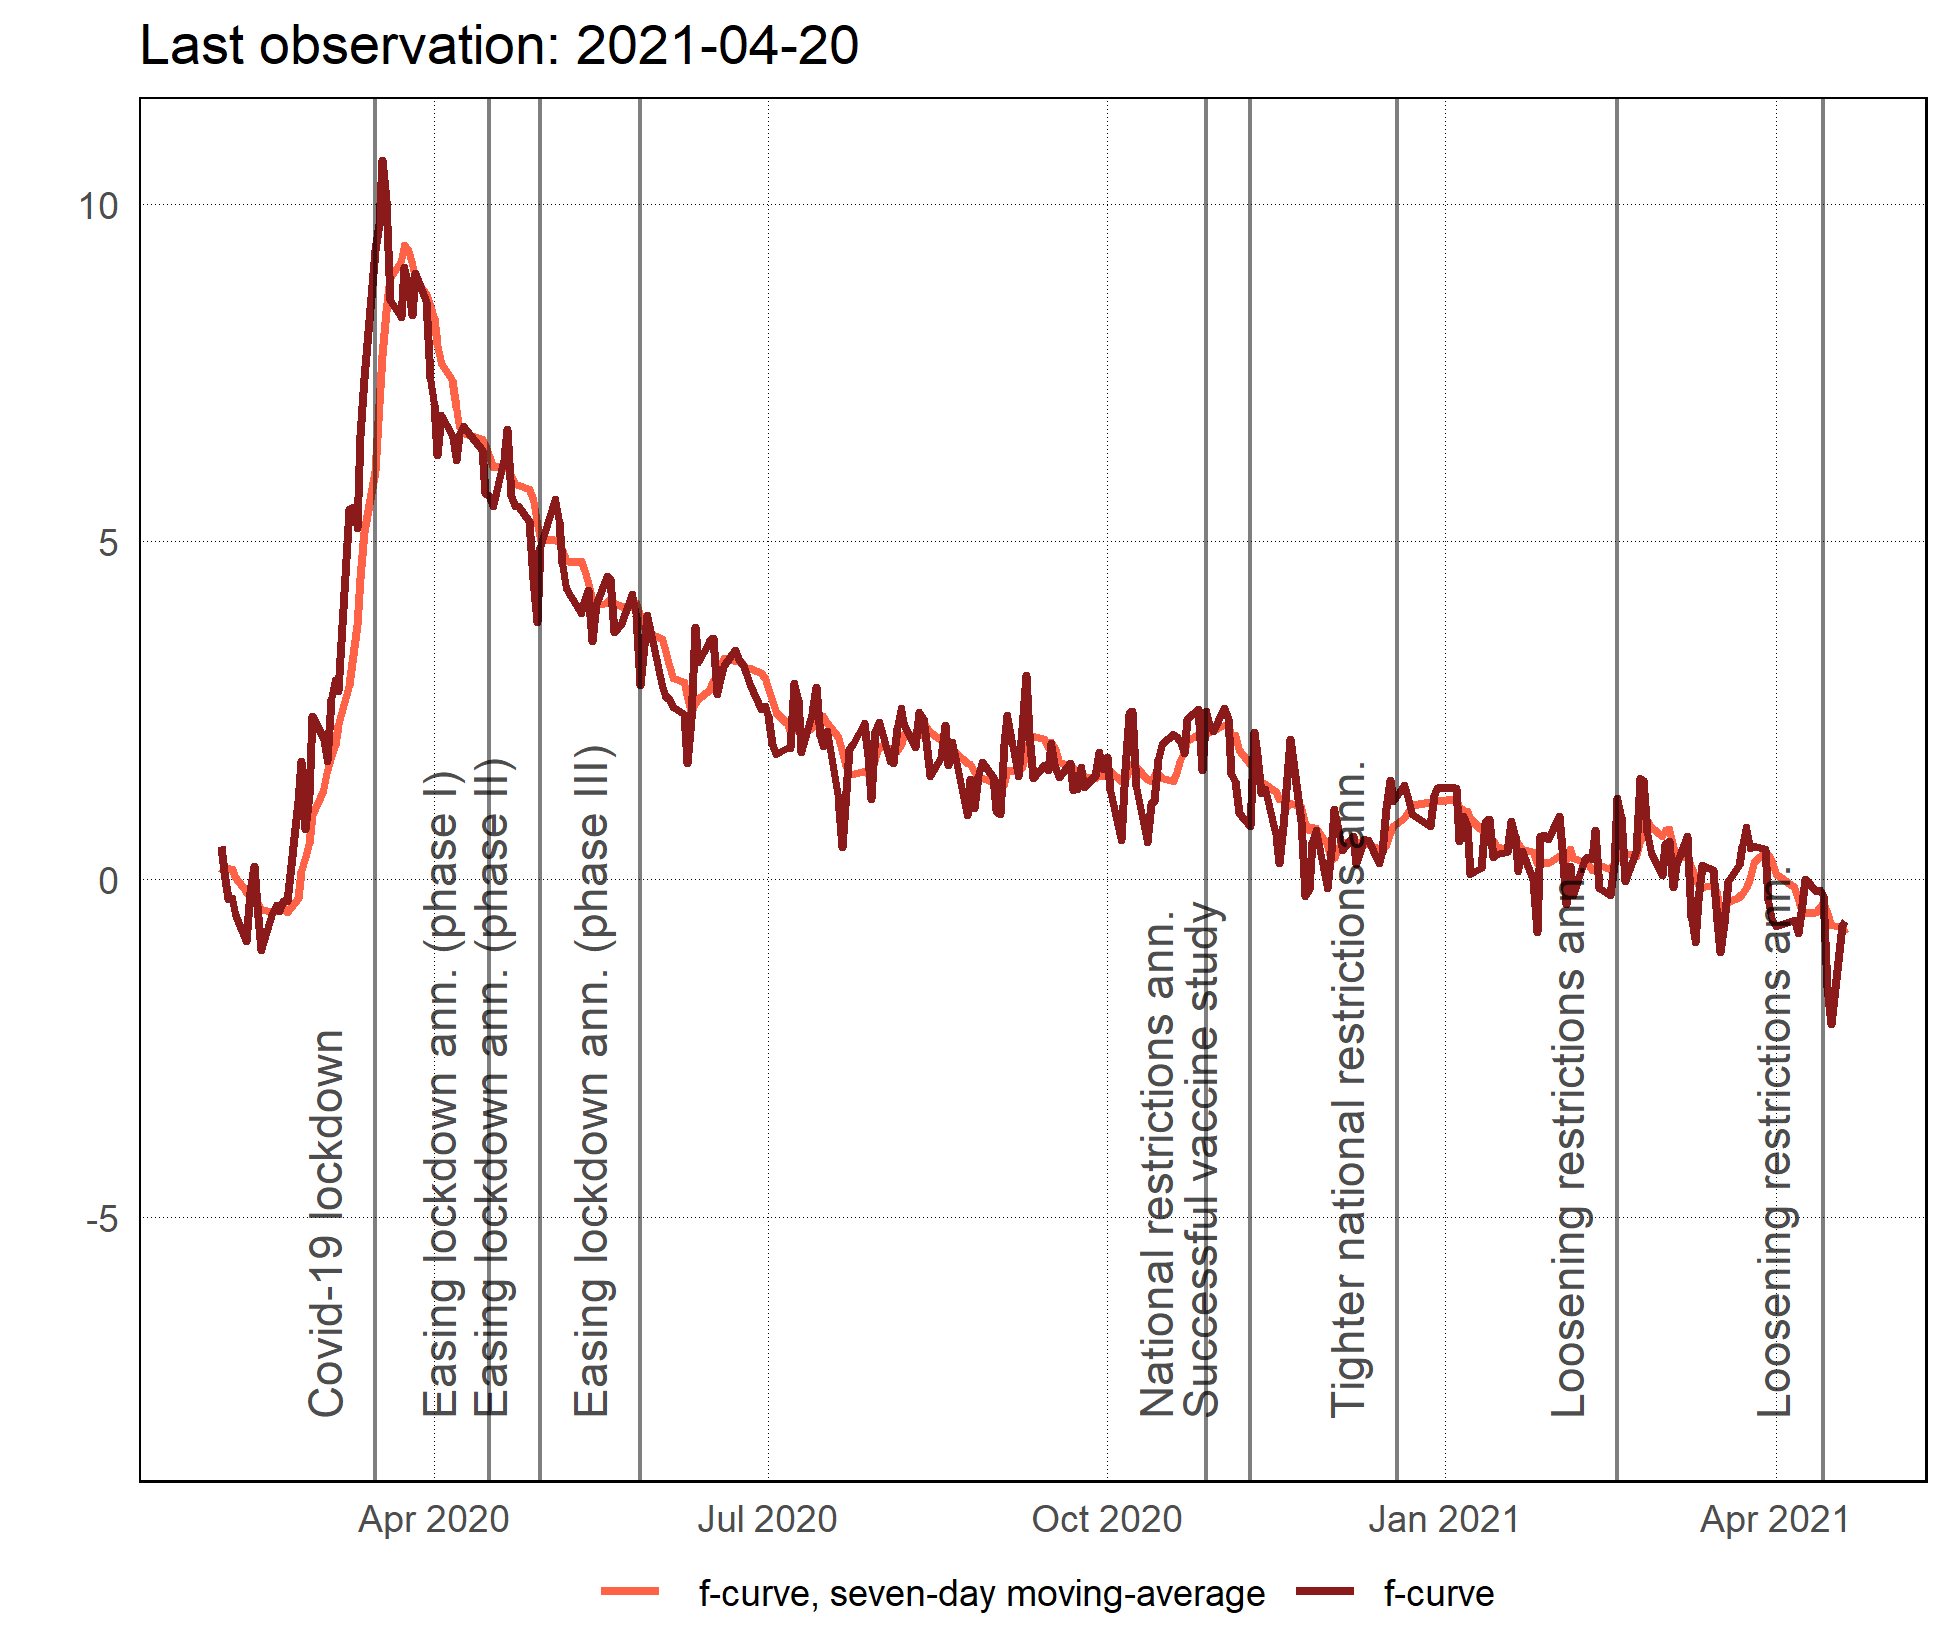 Last observation: 2021-04-20
10
5
0
-5
Covid-19 lockdown
Easing lockdown ann. (phase I)
Easing lockdown ann. (phase II)
Easing lockdown ann. (phase III)
National restrictions ann.
Successful vaccine study
Tighter national restrictions ann.
Loosening restrictions ann.
Loosening restrictions ann.
Apr 2020
Jul 2020
Oct 2020
Jan 2021
Apr 2021
f-curve, seven-day moving-average
f-curve